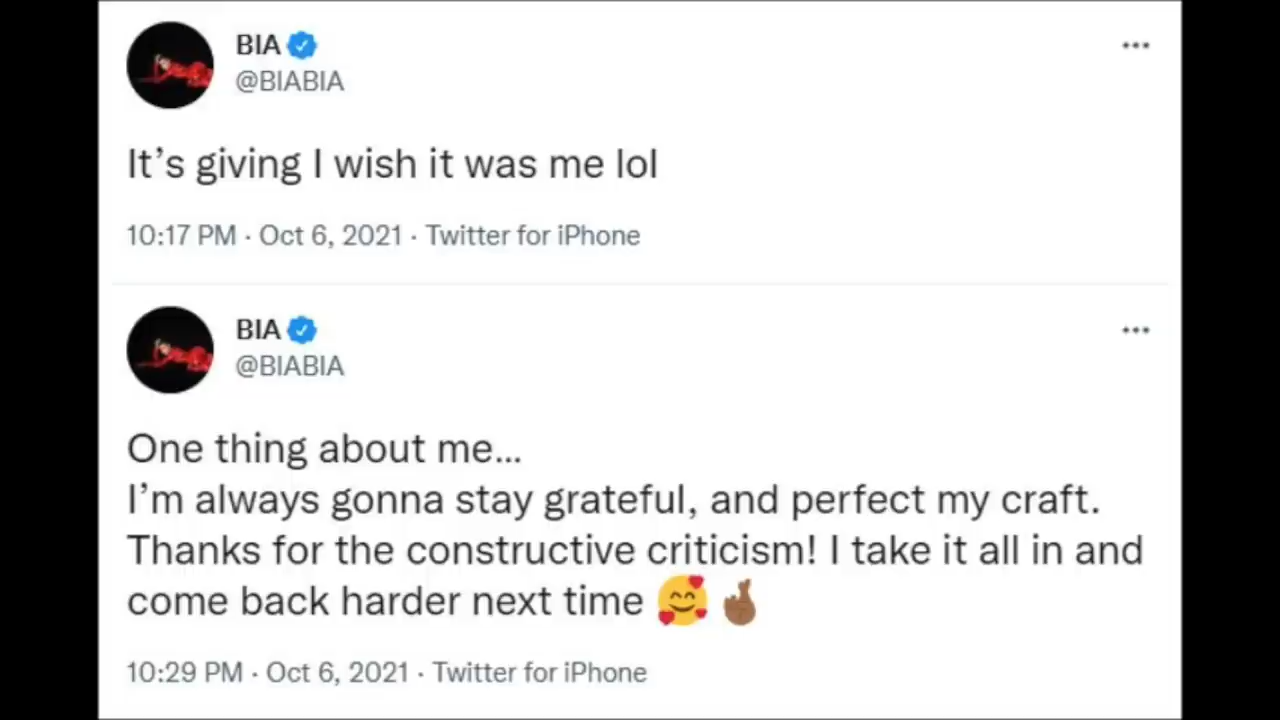 BIA
@BIABIA
It’s giving I wish it was me lol
10:17 PM · Oct 6, 2021 · Twitter for iPhone
BIA
@BIABIA
One thing about me...
I’m always gonna stay grateful, and perfect my craft.
Thanks for the constructive criticism! I take it all in and
come back harder next time 🥰 🤞🏾
10:29 PM · Oct 6, 2021 · Twitter for iPhone